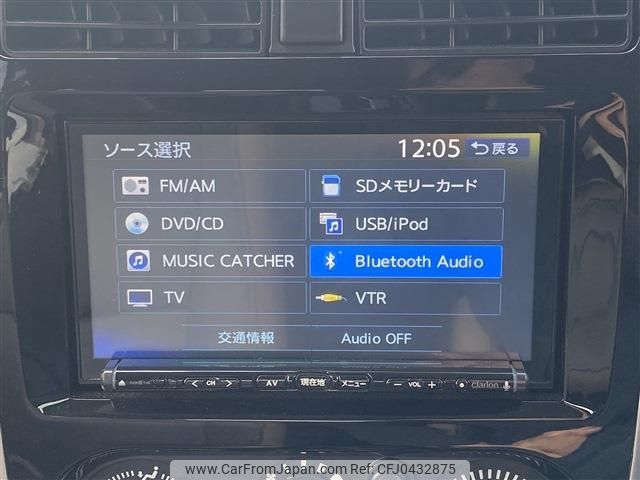 ソース選択 12:05 戻る
FM/AM SDメモリーカード
DVD/CD USB/iPod
MUSIC CATCHER Bluetooth Audio
TV VTR
交通情報 Audio OFF
< CH > AV 現在地 メニュー − VOL + clarion
www.CarFromJapan.com - CFJ0432875